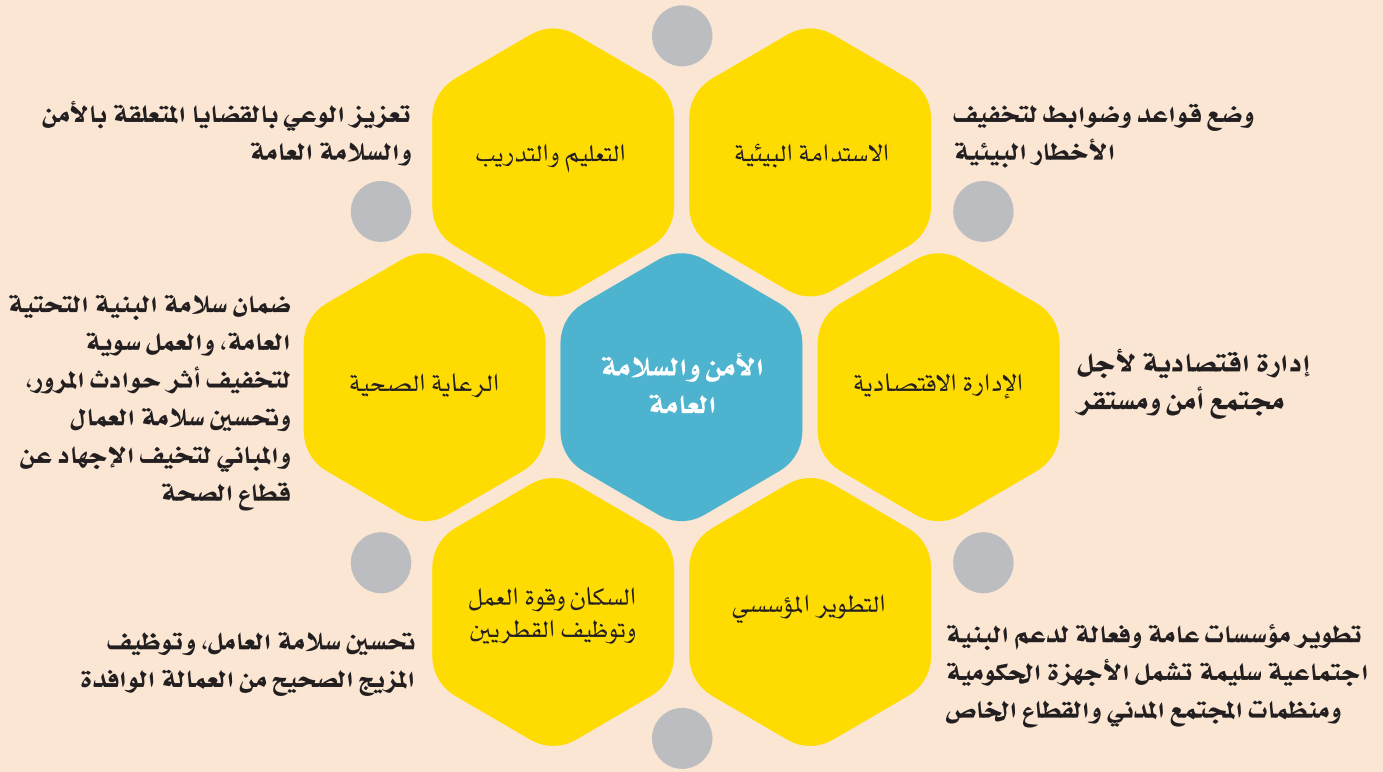 وضع قواعد وضوابط لتخفيف
الأخطار البيئية
الاستدامة البيئية
التعليم والتدريب
تعزيز الوعي بالقضايا المتعلقة بالأمن
والسلامة العامة
إدارة اقتصادية لأجل
مجتمع أمن ومستقر
الإدارة الاقتصادية
الأمن والسلامة
العامة
الرعاية الصحية
ضمان سلامة البنية التحتية
العامة، والعمل سوية
لتخفيف أثر حوادث المرور،
وتحسين سلامة العمال
والمباني لتخيف الإجهاد عن
قطاع الصحة
تطوير مؤسسات عامة وفعالة لدعم البنية
اجتماعية سليمة تشمل الأجهزة الحكومية
ومنظمات المجتمع المدني والقطاع الخاص
التطوير المؤسسي
السكان وقوة العمل
وتوظيف القطريين
تحسين سلامة العامل، وتوظيف
المزيج الصحيح من العمالة الوافدة